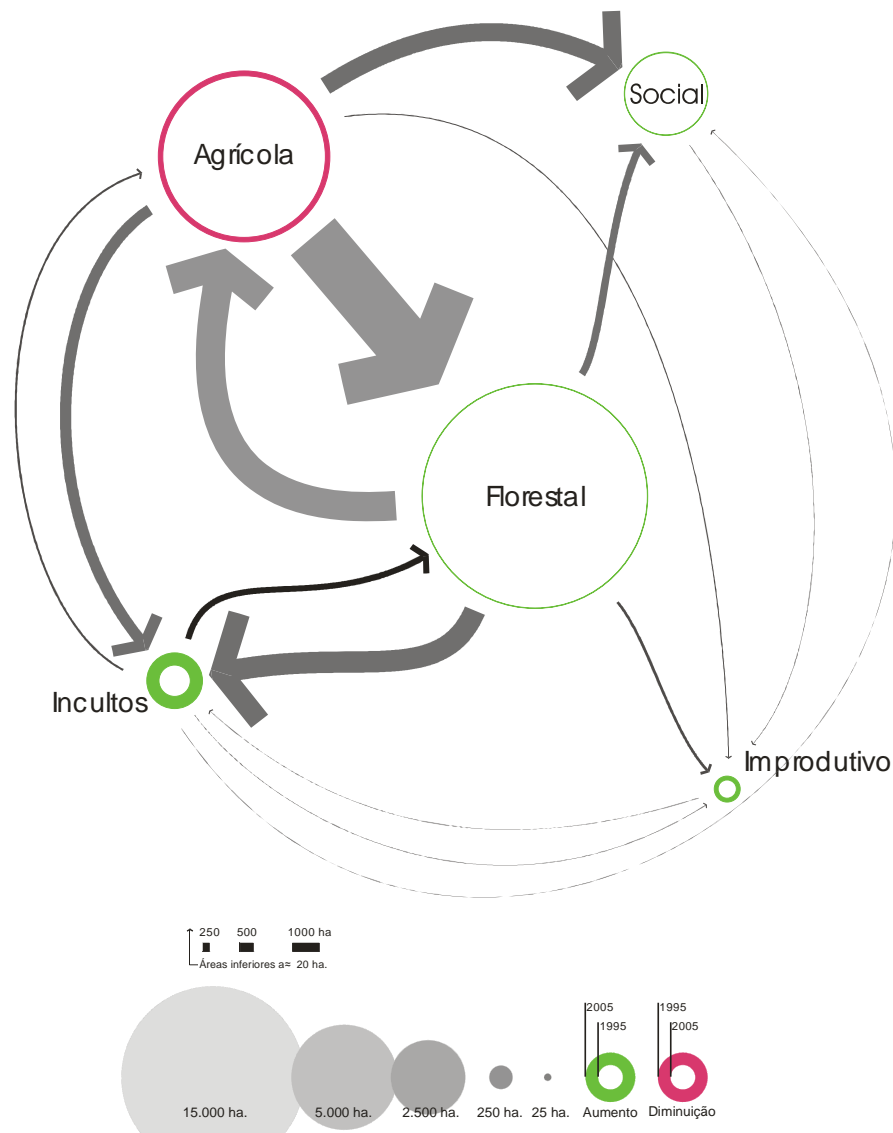 Social
Agrícola
Florestal
Incultos
Improdutivo
250 500 1000 ha
Áreas inferiores a≈ 20 ha.
2005 1995
1995 2005
15.000 ha. 5.000 ha. 2.500 ha. 250 ha. 25 ha. Aumento Diminuição